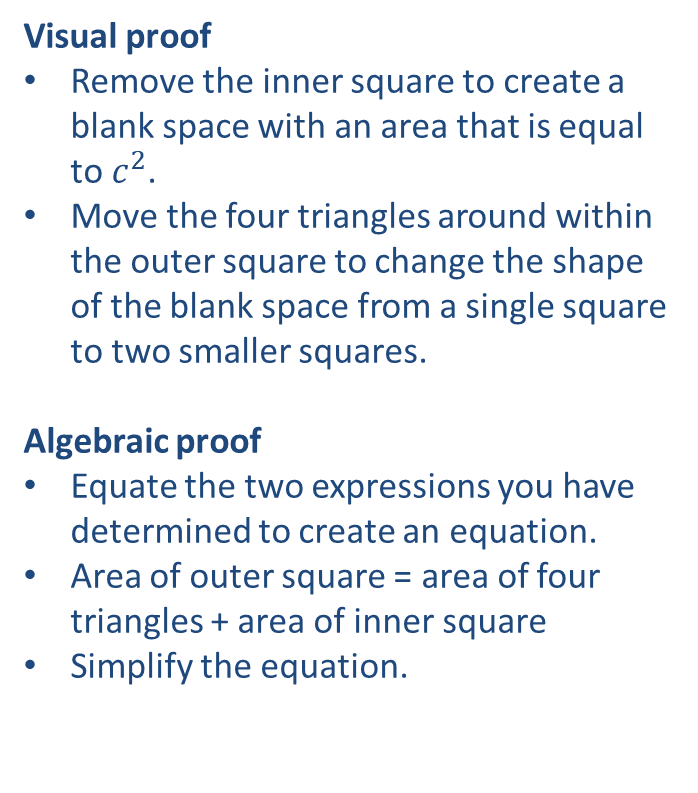 Visual proof
• Remove the inner square to create a
blank space with an area that is equal
to 𝑐².
• Move the four triangles around within
the outer square to change the shape
of the blank space from a single square
to two smaller squares.
Algebraic proof
• Equate the two expressions you have
determined to create an equation.
• Area of outer square = area of four
triangles + area of inner square
• Simplify the equation.